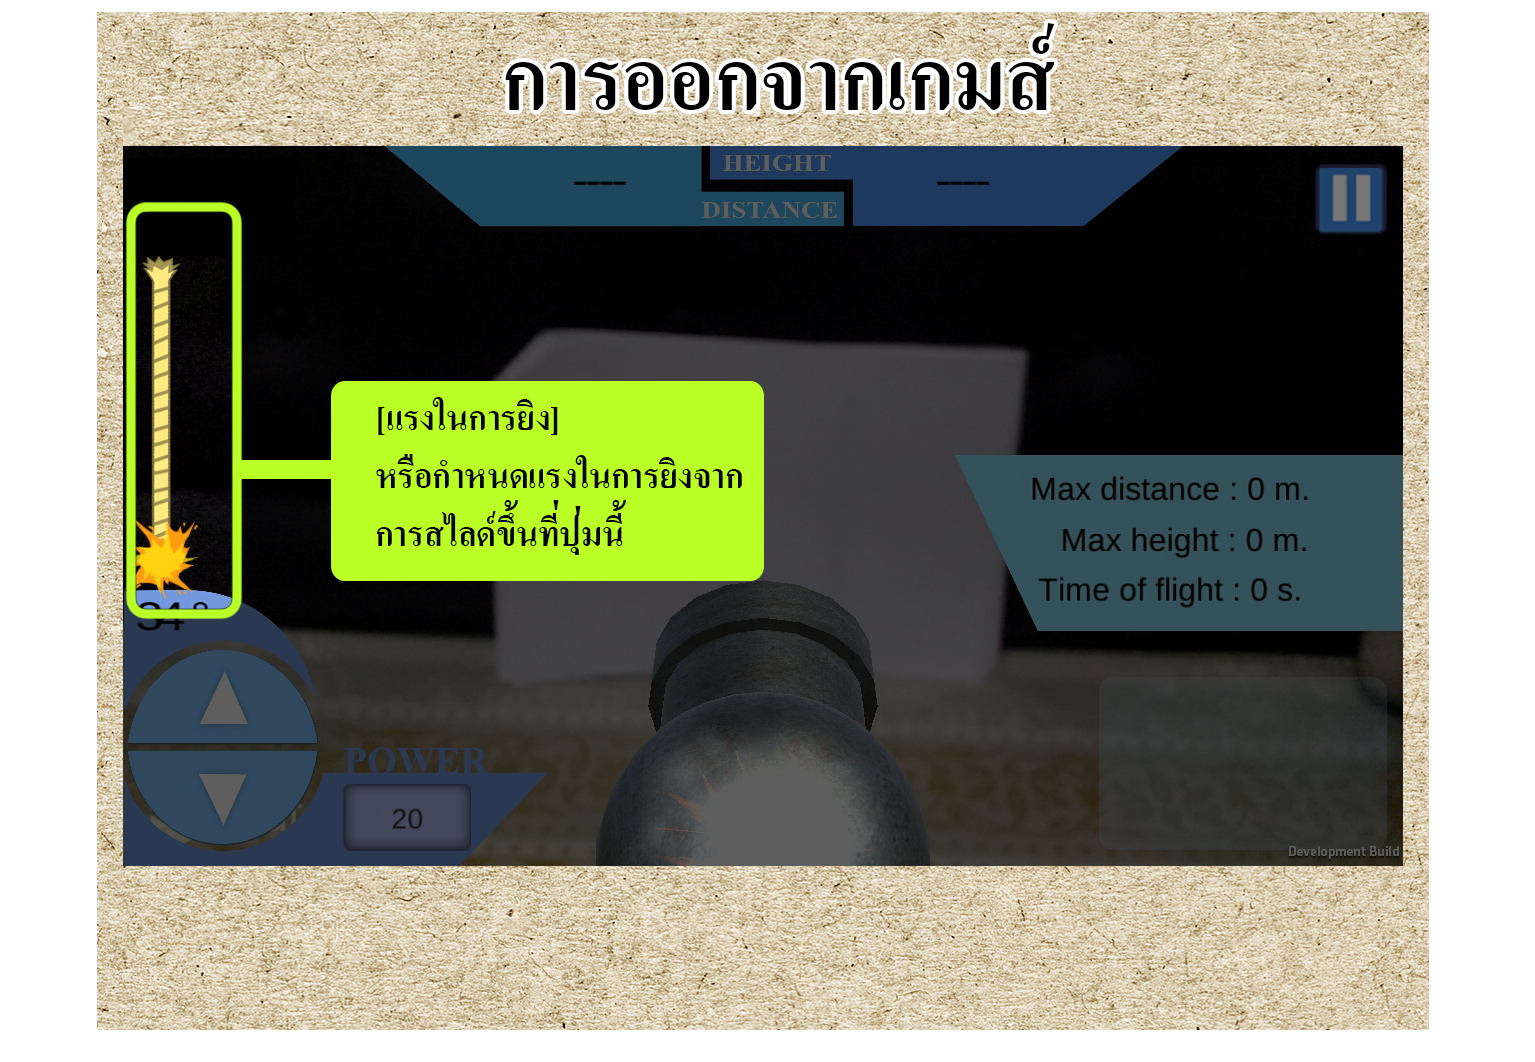 การออกจากเกมส์
---- HEIGHT ----
DISTANCE
[แรงในการยิง]
หรือกำหนดแรงในการยิงจาก
การสไลด์ขึ้นที่ปุ่มนี้
Max distance : 0 m.
Max height : 0 m.
Time of flight : 0 s.
34°
POWER
20
Development Build